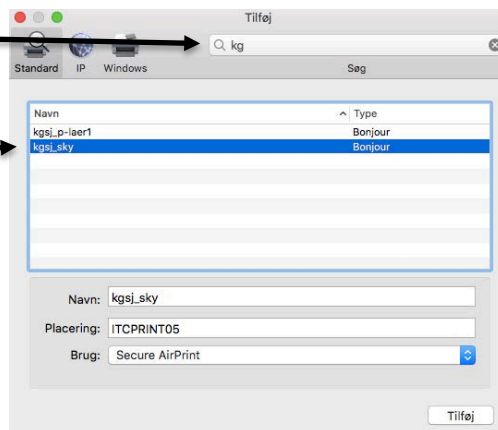 Tilføj
kg
Standard IP Windows Søg
Navn Type
kgsj_p-laer1 Bonjour
kgsj_sky Bonjour
Navn: kgsj_sky
Placering: ITCPRINT05
Brug: Secure AirPrint
Tilføj